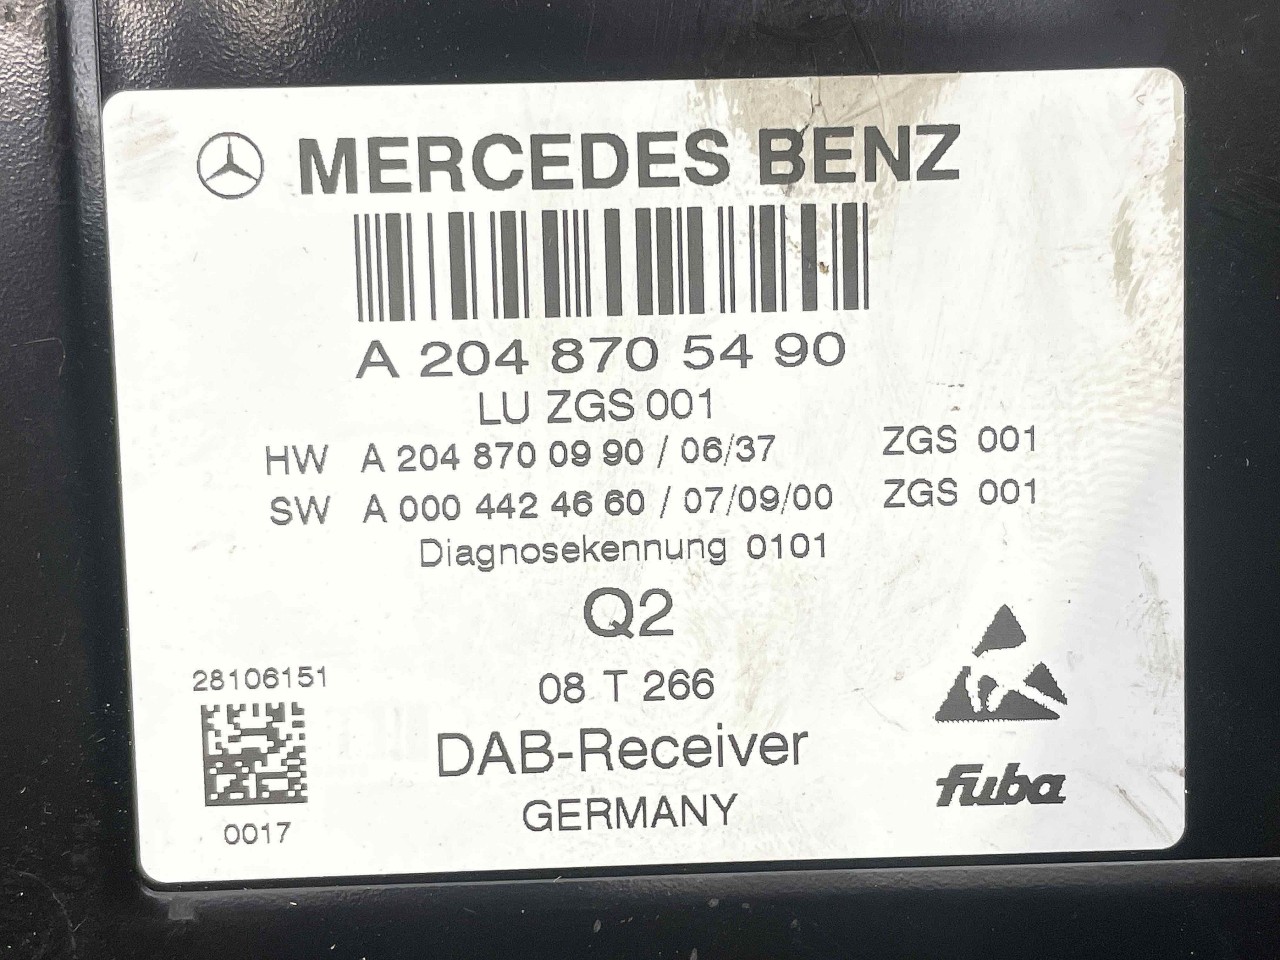 MERCEDES BENZ
A 204 870 54 90
LU ZGS 001
HW A 204 870 09 90 / 06/37 ZGS 001
SW A 000 442 46 60 / 07/09/00 ZGS 001
Diagnosekennung 0101
Q2
28106151
08 T 266
DAB-Receiver
fuba
GERMANY
0017